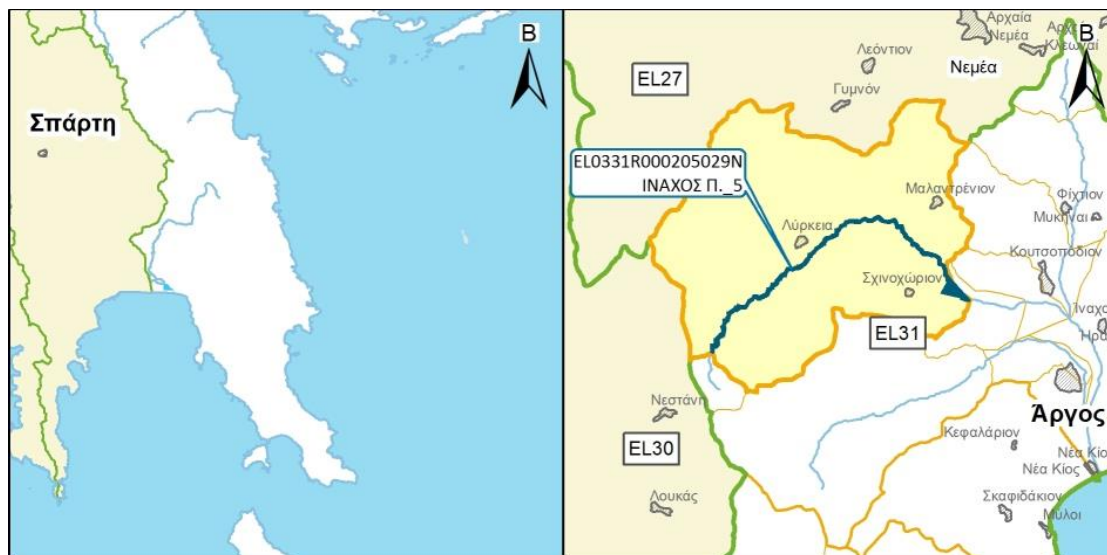 B
Σπάρτη
Αρχαία
Νεμέα
Λεόντιον
Κλεωναί
B
EL27
Νεμέα
Γυμνόν
EL0331R000205029N
ΙΝΑΧΟΣ Π._5
Μαλαντρένιον
Φίχτιον
Λύρκεια
Μυκήναι
Κουτσοπόδιον
Σχινοχώριον
EL31
Νεστάνη
Άργος
Κεφαλάριον
EL30
Νέα Κίος
Λουκάς
Σκαφιδάκιον
Μύλοι